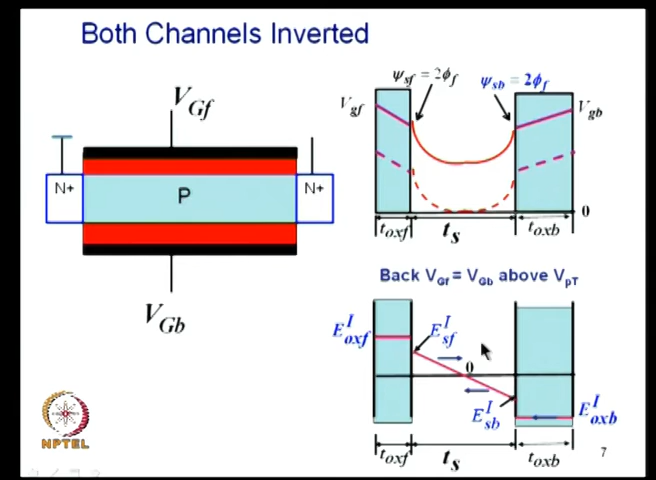 Both Channels Inverted
V_Gf
N+
P
N+
V_Gb
ψ_sf = 2ϕ_f
ψ_sb = 2ϕ_f
V_gf
V_gb
0
t_oxf
t_s
t_oxb
Back V_Gf = V_Gb above V_pT
E^I_oxf
E^I_sf
0
E^I_sb
E^I_oxb
t_oxf
t_s
t_oxb
7
NPTEL